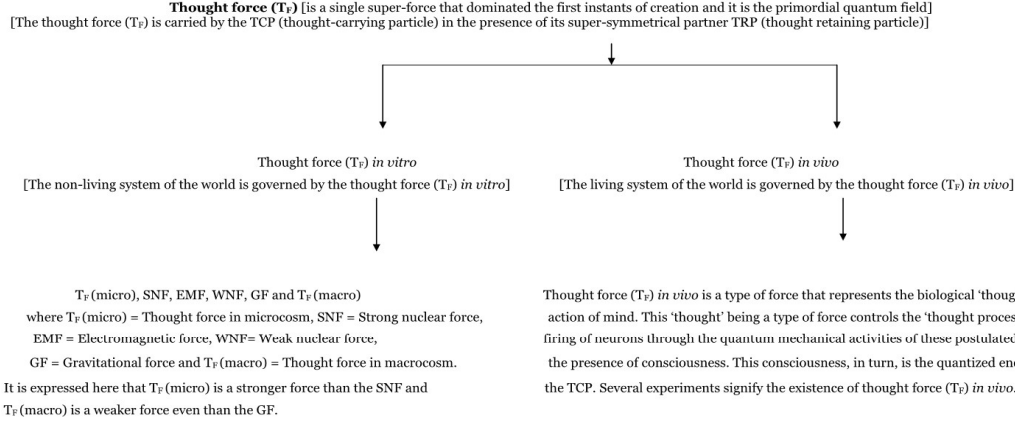 Thought force (TF) [is a single super-force that dominated the first instants of creation and it is the primordial quantum field]
[The thought force (TF) is carried by the TCP (thought-carrying particle) in the presence of its super-symmetrical partner TRP (thought retaining particle)]
Thought force (TF) in vitro
[The non-living system of the world is governed by the thought force (TF) in vitro]
TF (micro), SNF, EMF, WNF, GF and TF (macro)
where TF (micro) = Thought force in microcosm, SNF = Strong nuclear force,
EMF = Electromagnetic force, WNF= Weak nuclear force,
GF = Gravitational force and TF (macro) = Thought force in macrocosm.
It is expressed here that TF (micro) is a stronger force than the SNF and
TF (macro) is a weaker force even than the GF.
Thought force (TF) in vivo
[The living system of the world is governed by the thought force (TF) in vivo]
Thought force (TF) in vivo is a type of force that represents the biological ‘thoug
action of mind. This ‘thought’ being a type of force controls the ‘thought proces
firing of neurons through the quantum mechanical activities of these postulated
the presence of consciousness. This consciousness, in turn, is the quantized en
the TCP. Several experiments signify the existence of thought force (TF) in vivo.